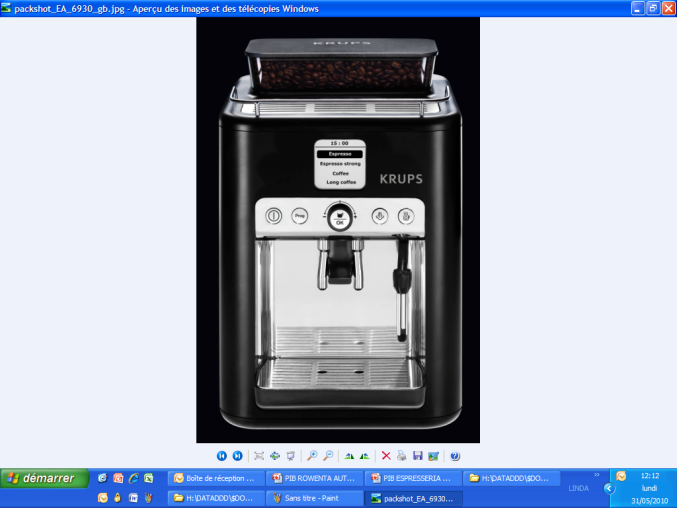 packshot_EA_6930_gb.jpg - Aperçu des images et des télécopies Windows
KRUPS
15 : 00
Espresso
Espresso strong
Coffee
Long coffee
KRUPS
Prog
OK
démarrer
Boîte de réception ...
PIB ROWENTA AUT...
PIB ESPRESSERIA ...
H:\DATADDD\$DO...
H:\DATADDD\$DO...
Sans titre - Paint
packshot_EA_6930...
LINDA
12:12
lundi
31/05/2010